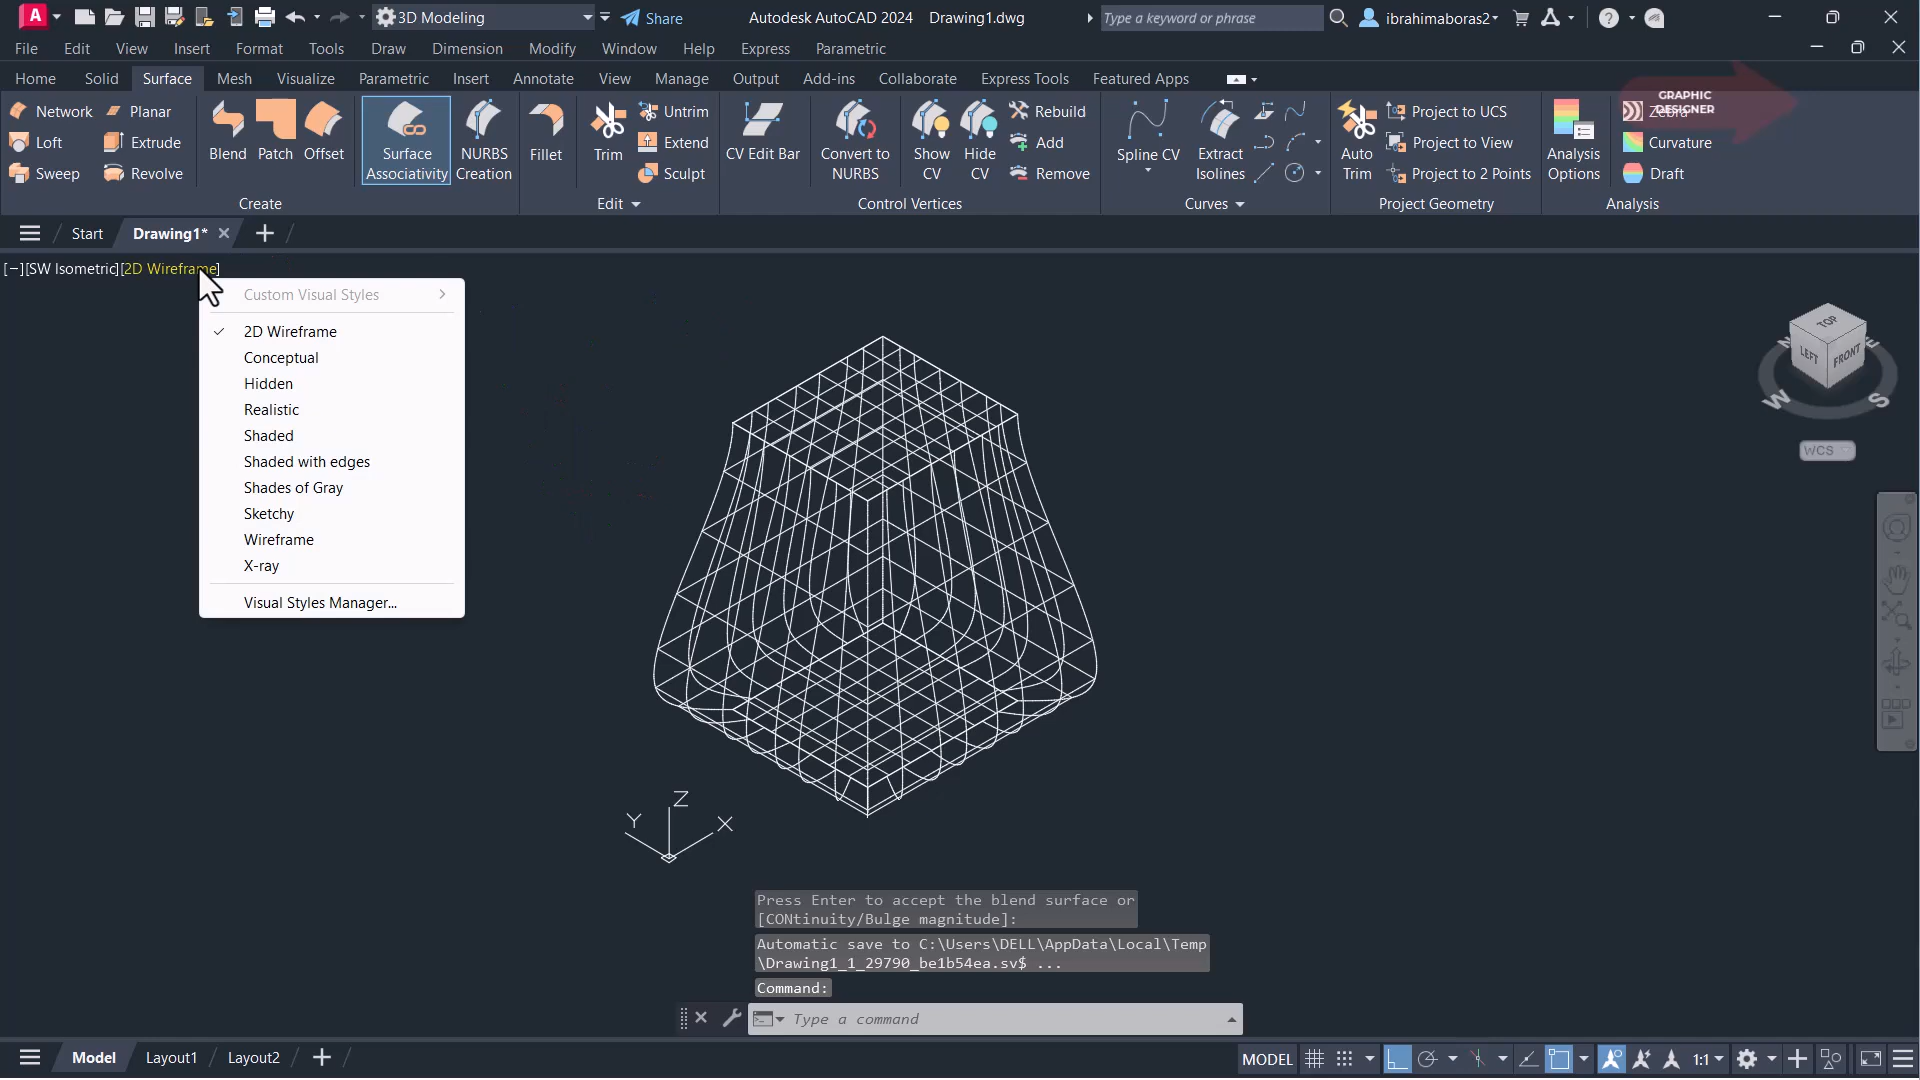 3D Modeling
Share
Autodesk AutoCAD 2024 Drawing1.dwg
Type a keyword or phrase
ibrahimaboras2
File Edit View Insert Format Tools Draw Dimension Modify Window Help Express Parametric
Home Solid Surface Mesh Visualize Parametric Insert Annotate View Manage Output Add-ins Collaborate Express Tools Featured Apps
GRAPHIC
DESIGNER
Network Planar
Loft Extrude
Sweep Revolve
Blend Patch Offset
Surface
Associativity
NURBS
Creation
Fillet
Trim
Untrim
Extend
Sculpt
CV Edit Bar
Convert to
NURBS
Show
CV
Hide
CV
Rebuild
Add
Remove
Spline CV
Extract
Isolines
Auto
Trim
Project to UCS
Project to View
Project to 2 Points
Analysis
Options
Zebra
Curvature
Draft
Create Edit Control Vertices Curves Project Geometry Analysis
Start Drawing1*
[−][SW Isometric][2D Wireframe]
Custom Visual Styles
2D Wireframe
Conceptual
Hidden
Realistic
Shaded
Shaded with edges
Shades of Gray
Sketchy
Wireframe
X-ray
Visual Styles Manager...
TOP
LEFT FRONT
N E
W S
WCS
Z
Y X
Press Enter to accept the blend surface or
[CONtinuity/Bulge magnitude]:
Automatic save to C:\Users\DELL\AppData\Local\Temp
\Drawing1_1_29790_be1b54ea.sv$ ...
Command:
Type a command
Model Layout1 Layout2
MODEL 1:1